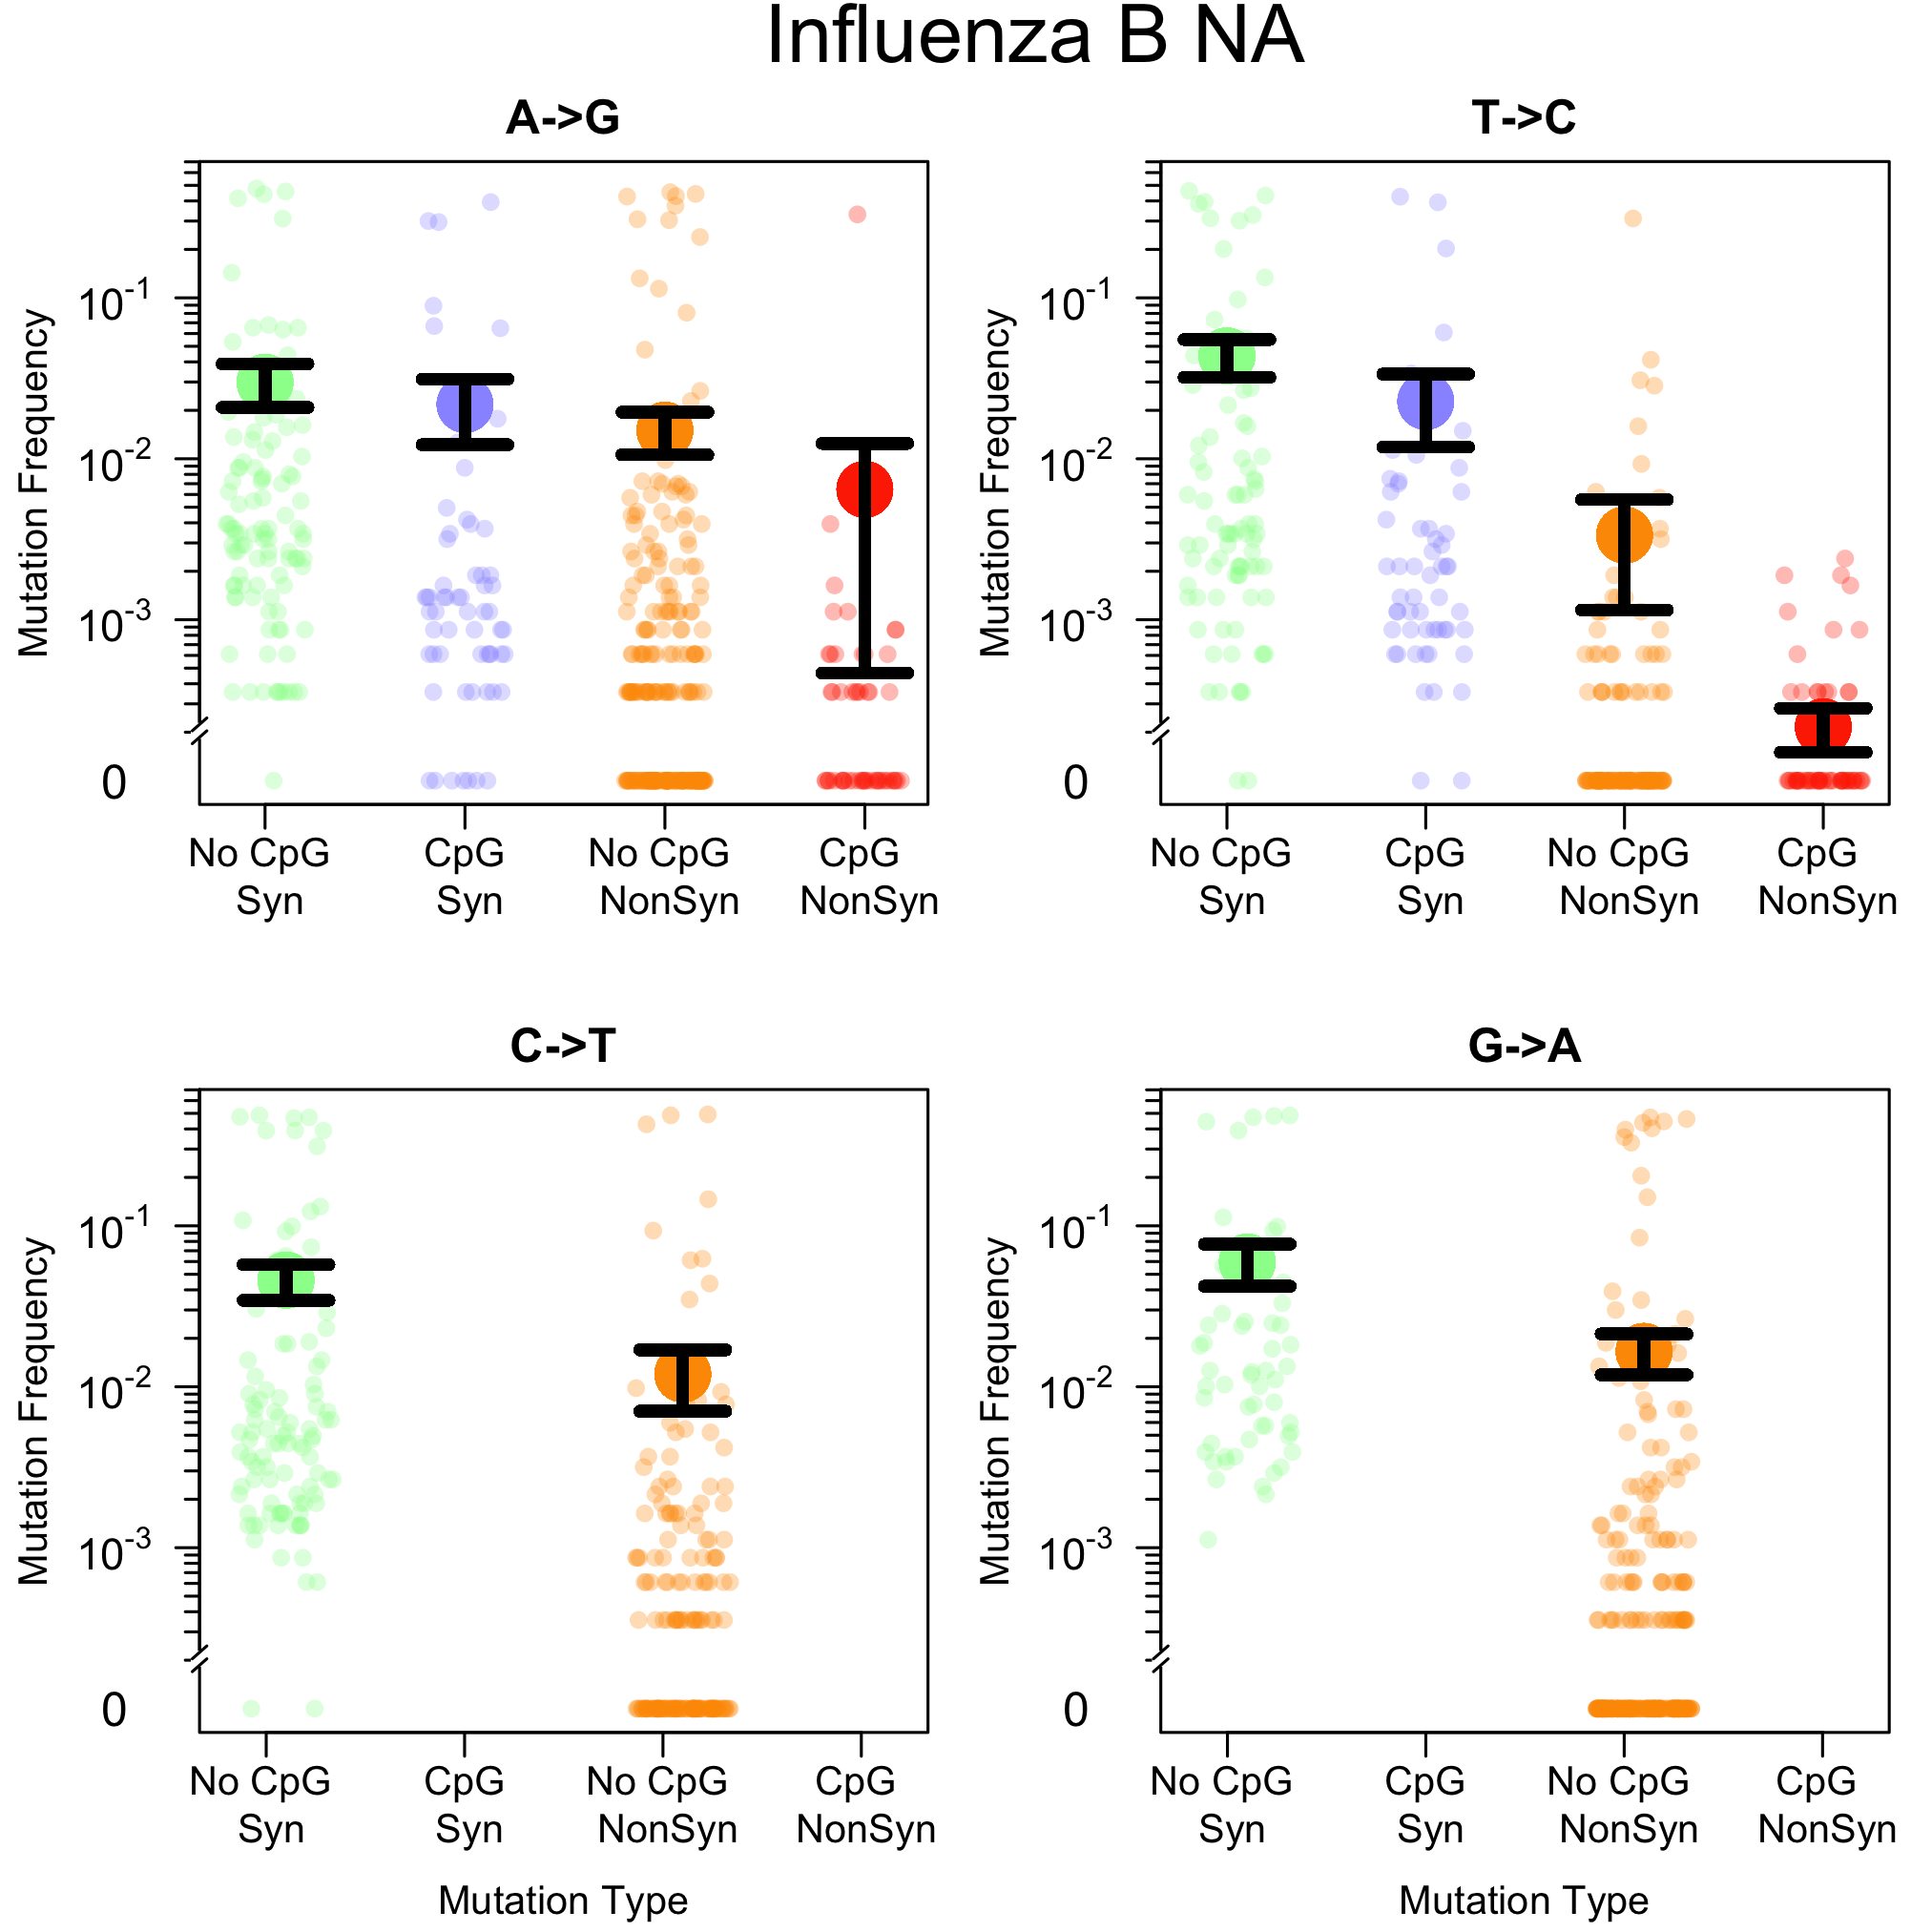 Influenza B NA
A->G
T->C
Mutation Frequency
10-1
10-2
10-3
0
Mutation Frequency
10-1
10-2
10-3
0
No CpG CpG No CpG CpG
Syn Syn NonSyn NonSyn
No CpG CpG No CpG CpG
Syn Syn NonSyn NonSyn
C->T
G->A
Mutation Frequency
10-1
10-2
10-3
0
Mutation Frequency
10-1
10-2
10-3
0
No CpG CpG No CpG CpG
Syn Syn NonSyn NonSyn
No CpG CpG No CpG CpG
Syn Syn NonSyn NonSyn
Mutation Type
Mutation Type